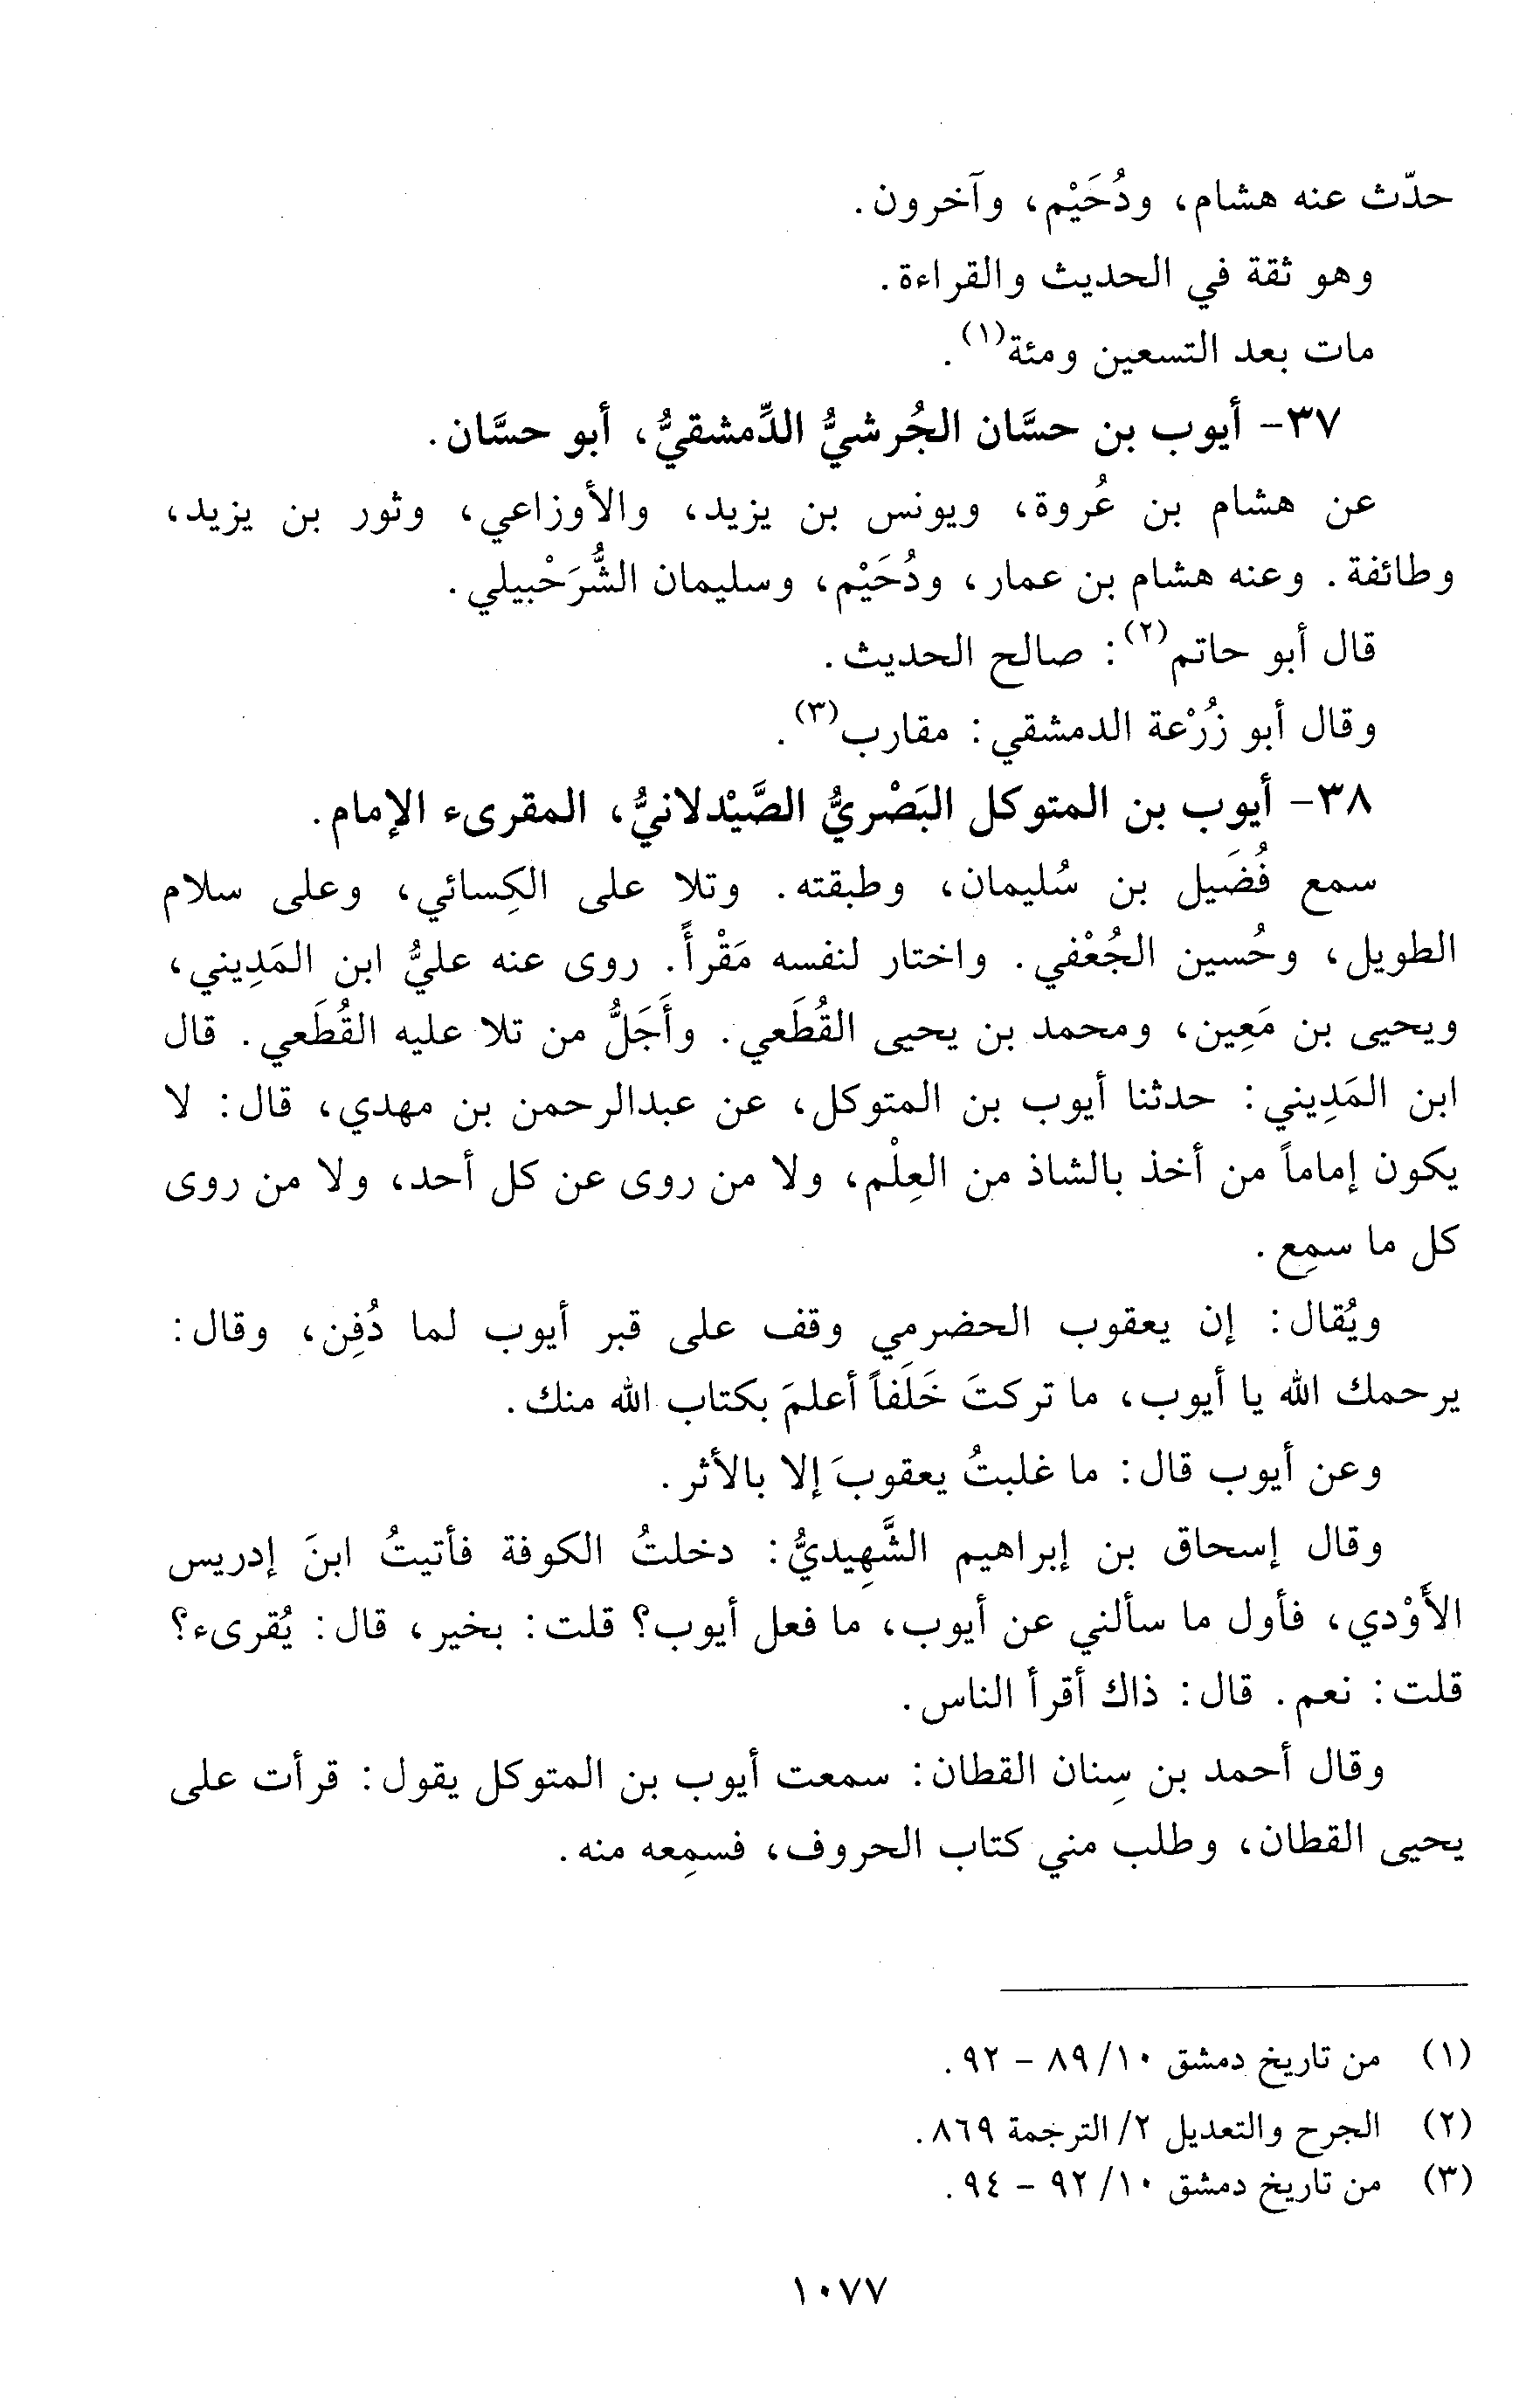 حدّث عنه هشام، ودُحَيْم، وآخرون.
وهو ثقة في الحديث والقراءة.
مات بعد التسعين ومئة(١).
٣٧- أيوب بن حسَّان الجُرشيُّ الدِّمشقيُّ، أبو حسَّان.
عن هشام بن عُروة، ويونس بن يزيد، والأوزاعي، وثور بن يزيد،
وطائفة. وعنه هشام بن عمار، ودُحَيْم، وسليمان الشُّرَحْبيلي.
قال أبو حاتم(٢): صالح الحديث.
وقال أبو زُرْعة الدمشقي: مقارب(٣).
٣٨- أيوب بن المتوكل البَصْريُّ الصَّيْدلانيُّ، المقرىء الإمام.
سمع فُضَيل بن سُليمان، وطبقته. وتلا على الكِسائي، وعلى سلام
الطويل، وحُسين الجُعْفي. واختار لنفسه مَقْرأً. روى عنه عليُّ ابن المَدِيني،
ويحيى بن مَعِين، ومحمد بن يحيى القُطَعي. وأَجَلُّ من تلا عليه القُطَعي. قال
ابن المَدِيني: حدثنا أيوب بن المتوكل، عن عبدالرحمن بن مهدي، قال: لا
يكون إماماً من أخذ بالشاذ من العِلْم، ولا من روى عن كل أحد، ولا من روى
كل ما سمِع.
ويُقال: إن يعقوب الحضرمي وقف على قبر أيوب لما دُفِن، وقال:
يرحمك الله يا أيوب، ما تركتَ خَلَفاً أعلمَ بكتاب الله منك.
وعن أيوب قال: ما غلبتُ يعقوبَ إلا بالأثر.
وقال إسحاق بن إبراهيم الشَّهِيديُّ: دخلتُ الكوفة فأتيتُ ابنَ إدريس
الأَوْدي، فأول ما سألني عن أيوب، ما فعل أيوب؟ قلت: بخير، قال: يُقرىء؟
قلت: نعم. قال: ذاك أقرأ الناس.
وقال أحمد بن سِنان القطان: سمعت أيوب بن المتوكل يقول: قرأت على
يحيى القطان، وطلب مني كتاب الحروف، فسمِعه منه.
(١) من تاريخ دمشق ١٠/ ٨٩ - ٩٢.
(٢) الجرح والتعديل ٢/ الترجمة ٨٦٩.
(٣) من تاريخ دمشق ١٠/ ٩٢ - ٩٤.
١٠٧٧